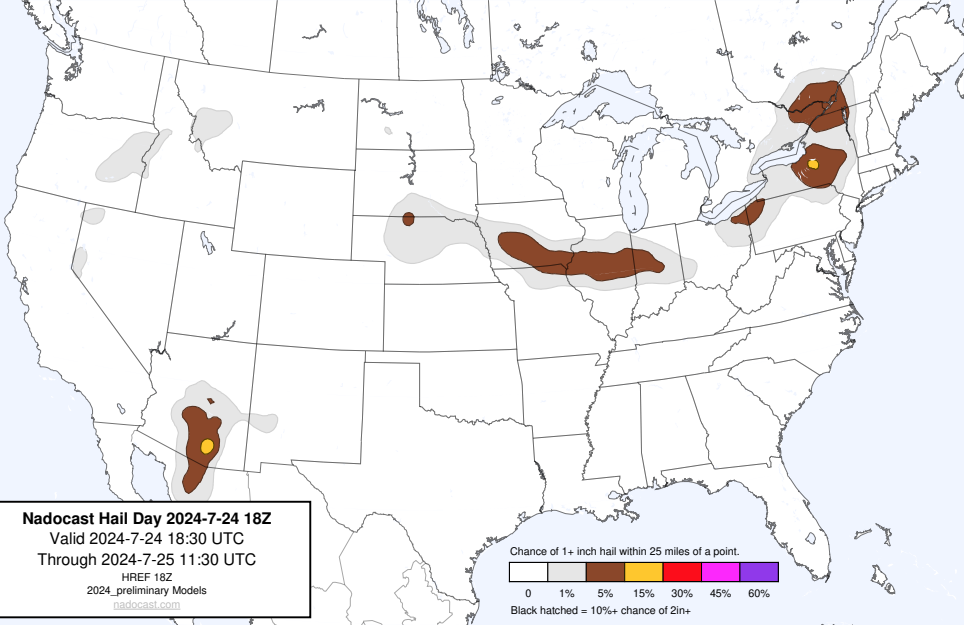 Nadocast Hail Day 2024-7-24 18Z
Valid 2024-7-24 18:30 UTC
Through 2024-7-25 11:30 UTC
HREF 18Z
2024_preliminary Models
nadocast.com
Chance of 1+ inch hail within 25 miles of a point.
0 1% 5% 15% 30% 45% 60%
Black hatched = 10%+ chance of 2in+